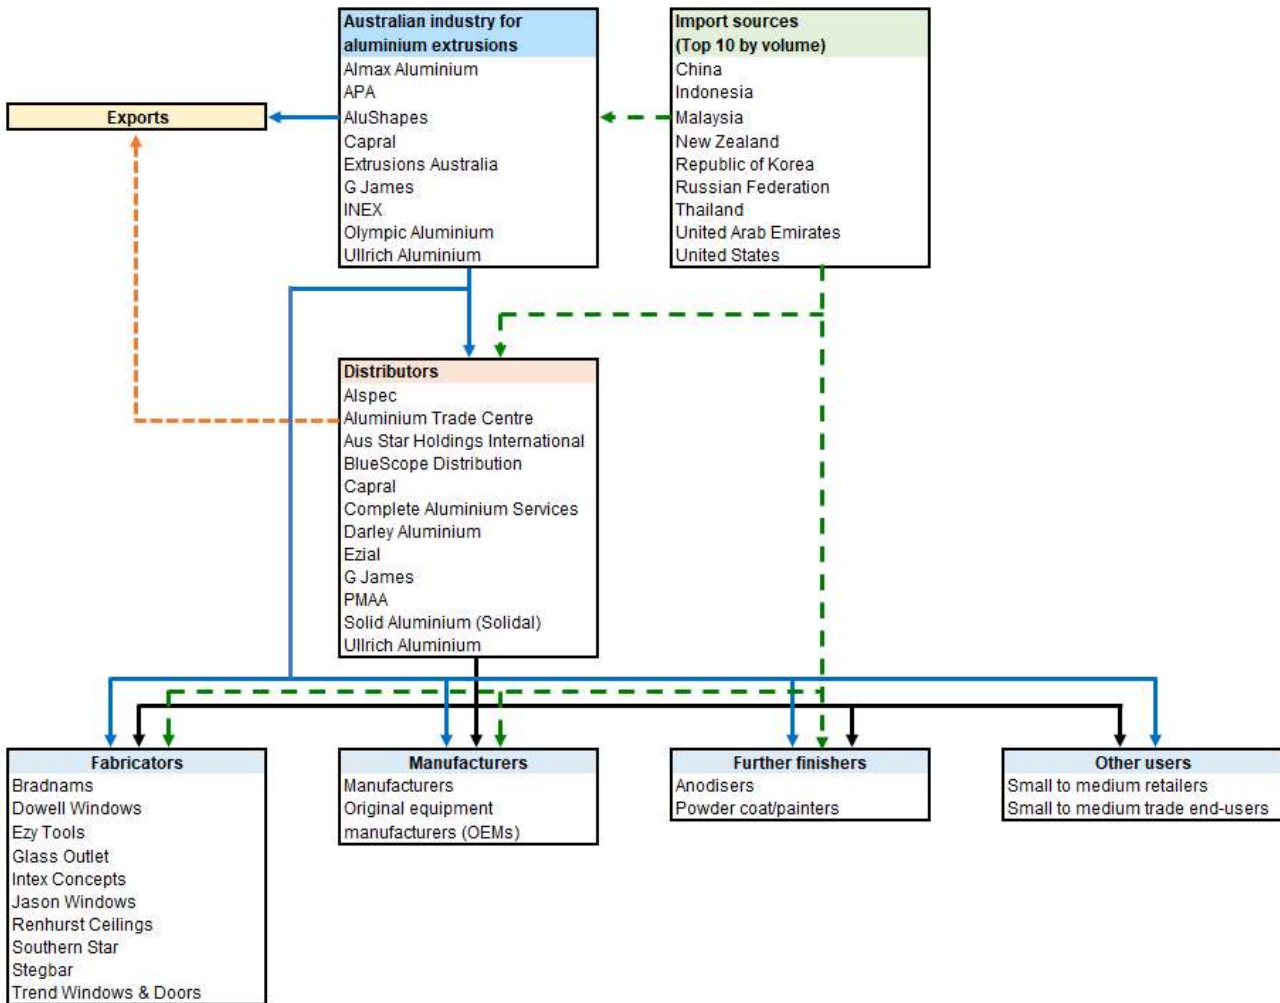 Australian industry for
aluminium extrusions
Almax Aluminium
APA
AluShapes
Capral
Extrusions Australia
G James
INEX
Olympic Aluminium
Ullrich Aluminium
Import sources
(Top 10 by volume)
China
Indonesia
Malaysia
New Zealand
Republic of Korea
Russian Federation
Thailand
United Arab Emirates
United States
Exports
Distributors
Alspec
Aluminium Trade Centre
Aus Star Holdings International
BlueScope Distribution
Capral
Complete Aluminium Services
Darley Aluminium
Ezial
G James
PMAA
Solid Aluminium (Solidal)
Ullrich Aluminium
Fabricators
Bradnams
Dowell Windows
Ezy Tools
Glass Outlet
Intex Concepts
Jason Windows
Renhurst Ceilings
Southern Star
Stegbar
Trend Windows & Doors
Manufacturers
Manufacturers
Original equipment
manufacturers (OEMs)
Further finishers
Anodisers
Powder coat/painters
Other users
Small to medium retailers
Small to medium trade end-users